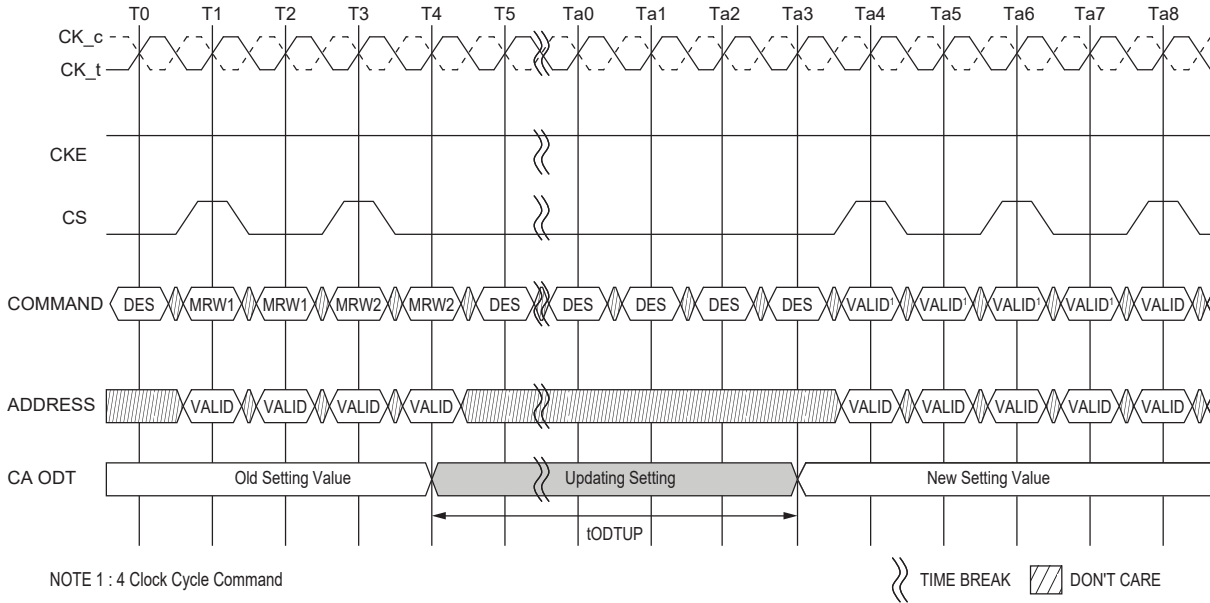 T0 T1 T2 T3 T4 T5 Ta0 Ta1 Ta2 Ta3 Ta4 Ta5 Ta6 Ta7 Ta8
CK_c
CK_t
CKE
CS
COMMAND DES MRW1 MRW1 MRW2 MRW2 DES DES DES DES DES VALID¹ VALID¹ VALID¹ VALID¹ VALID
ADDRESS VALID VALID VALID VALID VALID VALID VALID VALID VALID
CA ODT Old Setting Value Updating Setting New Setting Value
tODTUP
NOTE 1 : 4 Clock Cycle Command TIME BREAK DON'T CARE